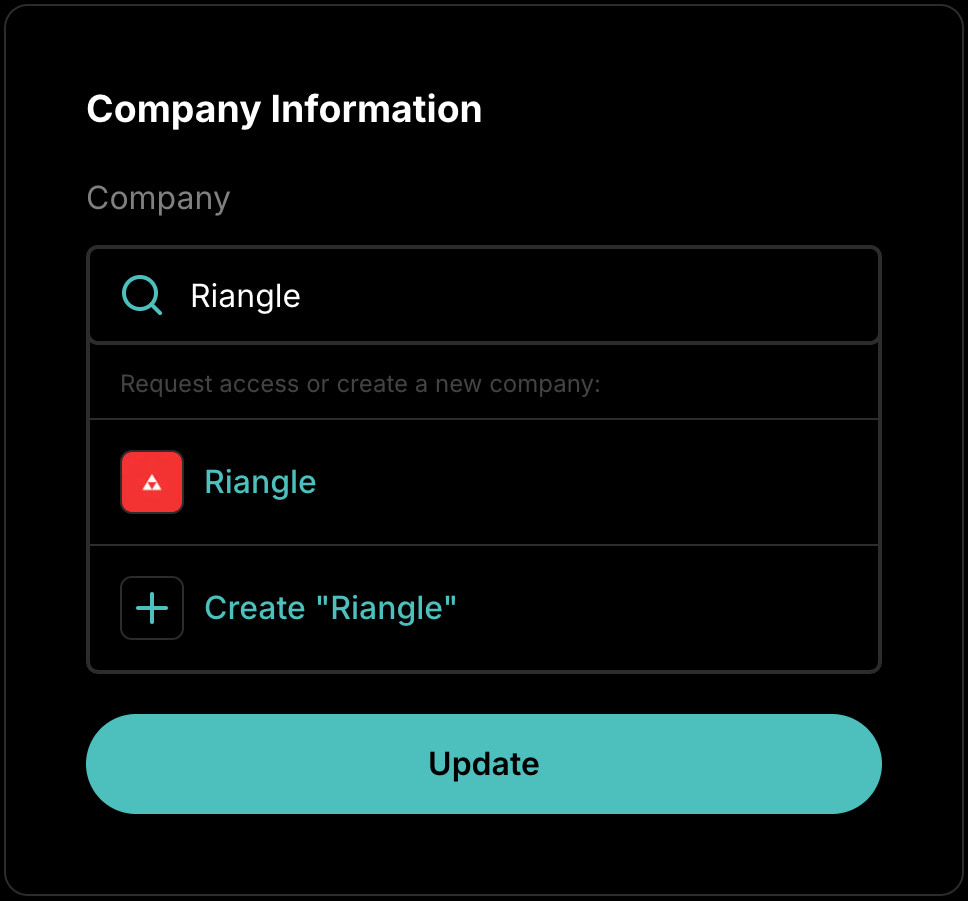 Company Information
Company
Riangle
Request access or create a new company:
Riangle
Create "Riangle"
Update